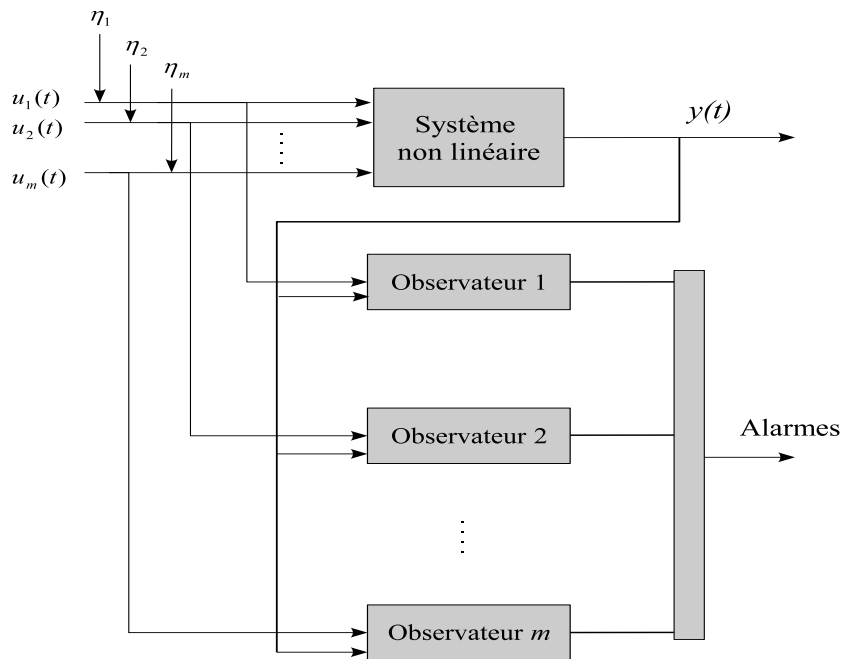 η₁
η₂
ηₘ
u₁(t)
u₂(t)
uₘ(t)
Système
non linéaire
y(t)
Observateur 1
Observateur 2
Alarmes
Observateur m